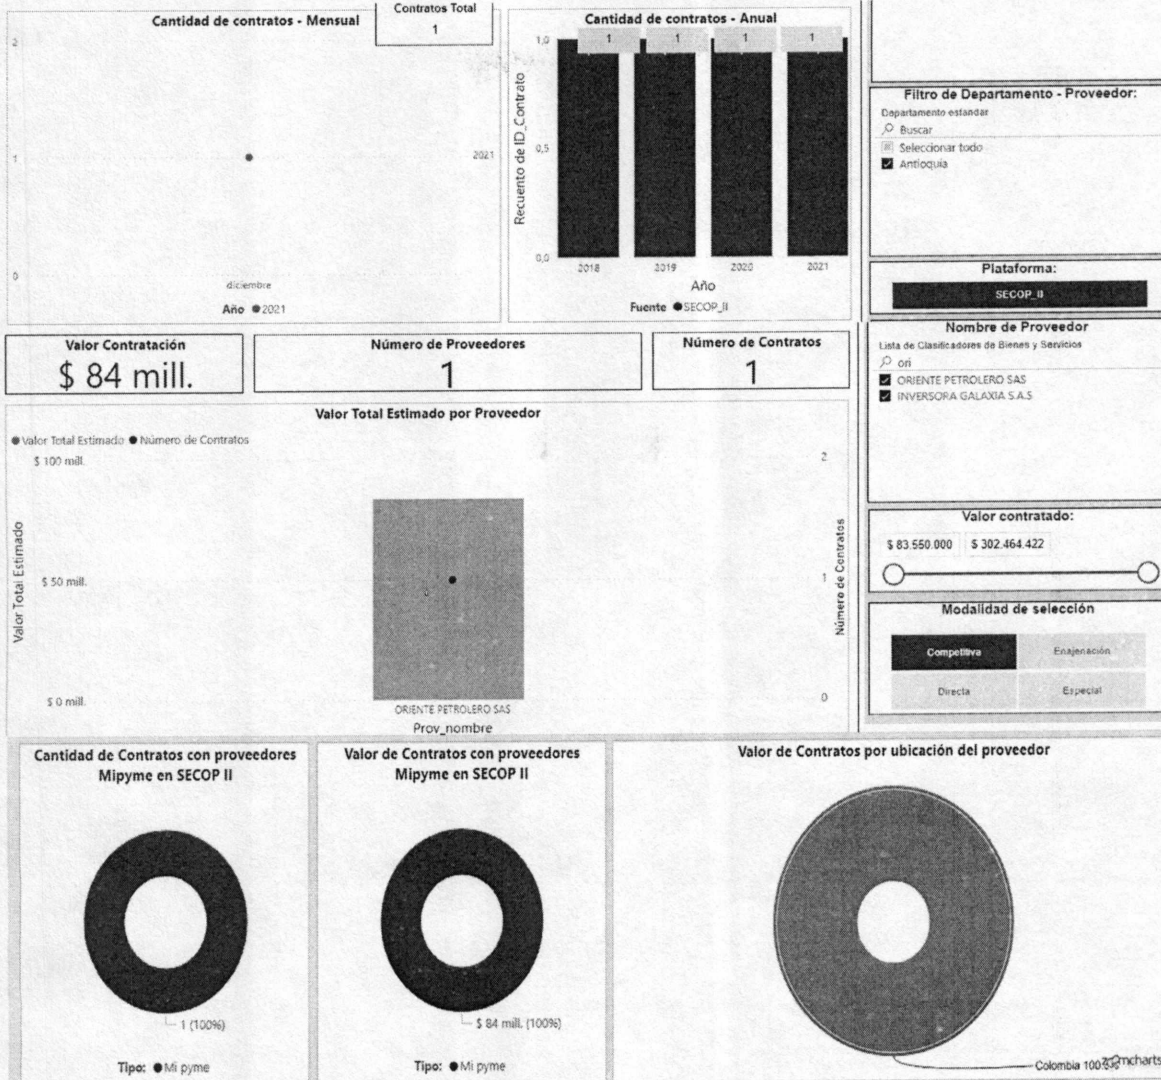 Cantidad de contratos - Mensual
Contratos Total
1
2
1
0
2021
diciembre
Año 2021
Cantidad de contratos - Anual
1 1 1 1
1,0
0,5
0,0
Recuento de ID_Contrato
2018 2019 2020 2021
Año
Fuente SECOP_II
Filtro de Departamento - Proveedor:
Departamento estandar
Buscar
Seleccionar todo
Antioquia
Plataforma:
SECOP_II
Valor Contratación
$ 84 mill.
Número de Proveedores
1
Número de Contratos
1
Nombre de Proveedor
Lista de Clasificadores de Bienes y Servicios
ori
ORIENTE PETROLERO SAS
INVERSORA GALAXIA S.A.S
Valor Total Estimado por Proveedor
Valor Total Estimado Número de Contratos
$ 100 mill.
$ 50 mill.
$ 0 mill.
Valor Total Estimado
2
1
0
Número de Contratos
ORIENTE PETROLERO SAS
Prov_nombre
Valor contratado:
$ 83.550.000 $ 302.464.422
Modalidad de selección
Competitiva Enajenación
Directa Especial
Cantidad de Contratos con proveedores
Mipyme en SECOP II
1 (100%)
Tipo: Mi pyme
Valor de Contratos con proveedores
Mipyme en SECOP II
$ 84 mill. (100%)
Tipo: Mi pyme
Valor de Contratos por ubicación del proveedor
Colombia